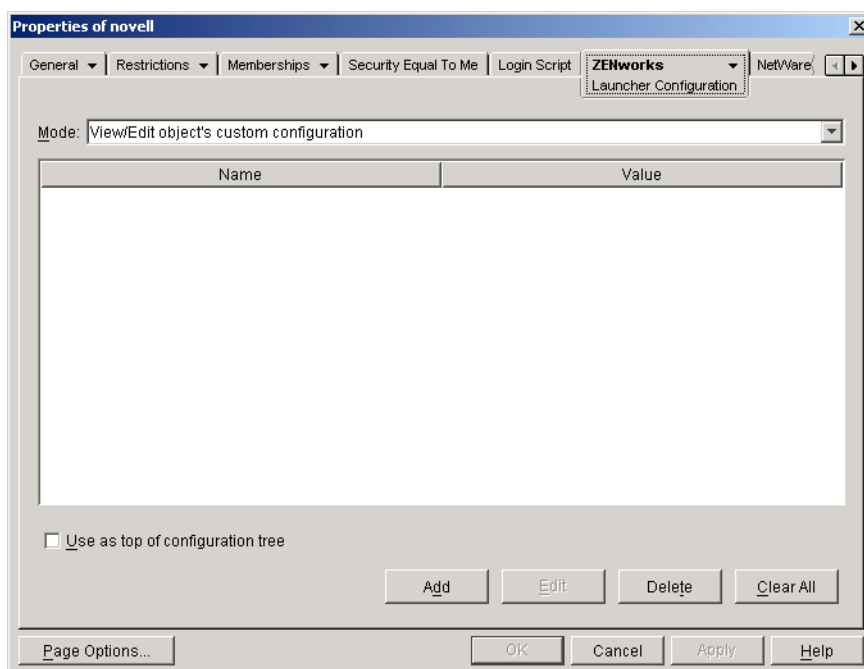 Properties of novell
General Restrictions Memberships Security Equal To Me Login Script ZENworks NetWare
Launcher Configuration
Mode: View/Edit object's custom configuration
Name Value
Use as top of configuration tree
Add Edit Delete Clear All
Page Options... OK Cancel Apply Help